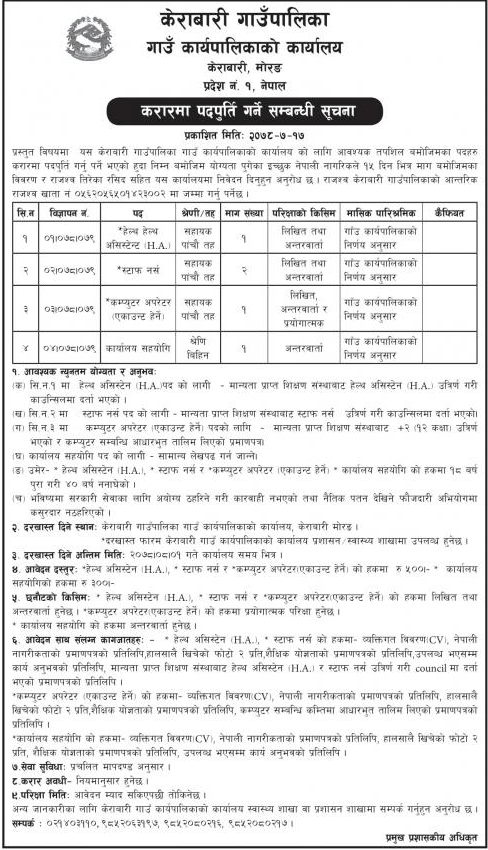 केराबारी गाउँपालिका
गाउँ कार्यपालिकाको कार्यालय
केराबारी, मोरङ
प्रदेश नं. १, नेपाल
करारमा पदपुर्ति गर्ने सम्बन्धी सूचना
प्रकाशित मितिः २०७८-७-१७
प्रस्तुत विषयमा यस केराबारी गाउँपालिका गाउँ कार्यपालिकाको कार्यालय को लागि आवश्यक तपशिल बमोजिमका पदहरु
करारमा पदपुर्ति गर्नु पर्ने भएको हुदा निम्न बमोजिम योग्यता पुगेका इच्छुक नेपाली नागरिकले १५ दिन भित्र माग बमोजिमका
विवरण र राजश्व तिरेका रसिद सहित यस कार्यालयमा निवेदन दिनुहुन अनुरोध छ । राजश्व केराबारी गाउँपालिकाको आन्तरिक
राजश्व खाता न ०५६२०५६५०१४२३००२ मा जम्मा गर्नु पर्नेछ ।
सि.न विज्ञापन नं. पद श्रेणी/तह माग संख्या परिक्षाको किसिम मासिक पारिश्रमिक कैफियत
१ ०१।०७८।०७९ *हेल्थ हेल्थ असिस्टेन्ट (H.A.) सहायक पांचौ तह १ लिखित तथा अन्तरवार्ता गाँउ कार्यपालिकाको निर्णय अनुसार
२ ०२।०७८।०७९ *स्टाफ नर्स सहायक पांचौ तह २ लिखित तथा अन्तरवार्ता गाँउ कार्यपालिकाको निर्णय अनुसार
३ ०३।०७८।०७९ *कम्प्युटर अपरेटर (एकाउन्ट हेर्ने) सहायक पांचौ तह १ लिखित, अन्तरवार्ता र प्रयोगात्मक गाँउ कार्यपालिकाको निर्णय अनुसार
४ ०४।०७८।०७९ कार्यालय सहयोगि श्रेणि बिहिन १ अन्तरवार्ता गाँउ कार्यपालिकाको निर्णय अनुसार
१. आवश्यक न्युनतम योग्यता र अनुभवः
(क) सि.न.१ मा हेल्थ असिस्टेन (H.A.)पद को लागी - मान्यता प्राप्त शिक्षण संस्थाबाट हेल्थ असिस्टेन (H.A.) उत्रिर्ण गरी
काउन्सिलमा दर्ता भएको ।
(ख) सि.न.२ मा स्टाफ नर्स पद को लागी - मान्यता प्राप्त शिक्षण संस्थाबाट स्टाफ नर्स उत्रिर्ण गरी काउन्सिलमा दर्ता भएको।
(ग) सि.न.३ मा कम्प्युटर अपरेटर (एकाउन्ट हेर्ने) पदको लागि - मान्यता प्राप्त शिक्षण संस्थाबाट +२ (१२ कक्षा) उत्रिर्ण
भएको र कम्प्युटर सम्बन्धि आधारभुत तालिम लिएको प्रमाणपत्र।
(घ) कार्यालय सहयोगि पद को लागी - सामान्य लेखपढ गर्न जान्ने।
(ङ) उमेर- * हेल्थ असिस्टेन (H.A.), * स्टाफ नर्स र *कम्प्युटर अपरेटर (एकाउन्ट हेर्ने) * कार्यालय सहयोगि को हकमा १८ बर्ष
पुरा गरी ४० बर्ष ननाघेको ।
(च) भविष्यमा सरकारी सेवाका लागि अयोग्य ठहरिने गरी कारवाही नभएको तथा नैतिक पतन देखिने फौजदारी अभियोगमा
कसुरदार नठहरिएको ।
२. दरखास्त दिने स्थानः केराबारी गाउँपालिका गाउँ कार्यपालिकाको कार्यालय, केराबारी मोरङ ।
*दरखास्त फारम केराबारी गाउँ कार्यपालिकाको कार्यालय प्रशासन/स्वास्थ्य शाखामा उपलब्ध हुनेछ ।
३. दरखास्त दिने अन्तिम मितिः २०७८।०८।०१ गते कार्यालय समय भित्र ।
४. आवेदन दस्तुरः *हेल्थ असिस्टेन (H.A.), * स्टाफ नर्स र *कम्प्युटर अपरेटर(एकाउन्ट हेर्ने) को हकमा रु ५००।- * कार्यालय
सहयोगिको हकमा रु ३००।-
५. छुनौटको किसिमः * हेल्थ असिस्टेन (H.A.), * स्टाफ नर्स र *कम्प्युटर अपरेटर(एकाउन्ट हेर्ने) को हकमा लिखित तथा
अन्तरवार्ता हुनेछ । *कम्प्युटर अपरेटर(एकाउन्ट हेर्ने) को हकमा प्रयोगात्मक परिक्षा हुनेछ ।
* कार्यालय सहयोगि को हकमा अन्तरवार्ता हुनेछ ।
६. आवेदन साथ संलग्न कागजातहरुः - * हेल्थ असिस्टेन (H.A.), * स्टाफ नर्स को हकमा- व्यक्तिगत विवरण(CV), नेपाली
नागरीकताको प्रमाणपत्रको प्रतिलिपि,हालसालै खिचेको फोटो २ प्रति,शैक्षिक योज्ञताको प्रमाणपत्रको प्रतिलिपि,उपलब्ध भएसम्म
कार्य अनुभवको प्रतिलिपि, मान्यता प्राप्त शिक्षण संस्थाबाट हेल्थ असिस्टेन (H.A.) र स्टाफ नर्स उत्रिर्ण गरी council मा दर्ता
भएको प्रमाणपत्रको प्रतिलिपि ।
*कम्प्युटर अपरेटर (एकाउन्ट हेर्ने) को हकमा- व्यक्तिगत विवरण(CV), नेपाली नागरीकताको प्रमाणपत्रको प्रतिलिपि, हालसालै
खिचेको फोटो २ प्रति,शैक्षिक योज्ञताको प्रमाणपत्रको प्रतिलिपि, कम्प्युटर सम्बन्धि कम्तिमा आधारभुत तालिम लिएको प्रमाणपत्रको
प्रतिलिपि ।
*कार्यालय सहयोगि को हकमा- व्यक्तिगत विवरण(CV), नेपाली नागरीकताको प्रमाणपत्रको प्रतिलिपि, हालसालै खिचेको फोटो २
प्रति, शैक्षिक योज्ञताको प्रमाणपत्रको प्रतिलिपि, उपलब्ध भएसम्म कार्य अनुभवको प्रतिलिपि ।
७.सेवा सुविधाः प्रचलित मापदण्ड अनुसार ।
८.करार अवधी- नियमानुसार हुनेछ ।
९.परिक्षा मितिः आवेदन म्याद सकिएपछी तोकिनेछ ।
अन्य जानकारीका लागि केराबारी गाउँ कार्यपालिकाको कार्यालय स्वास्थ्य शाखा वा प्रशासन शाखामा सम्पर्क गर्नुहुन अनुरोध छ ।
सम्पर्क : ०२१४०३११०, ९८५२०६३१९७, ९८५२०८०२१६, ९८५२०८०२१७।
प्रमुख प्रशासकीय अधिकृत